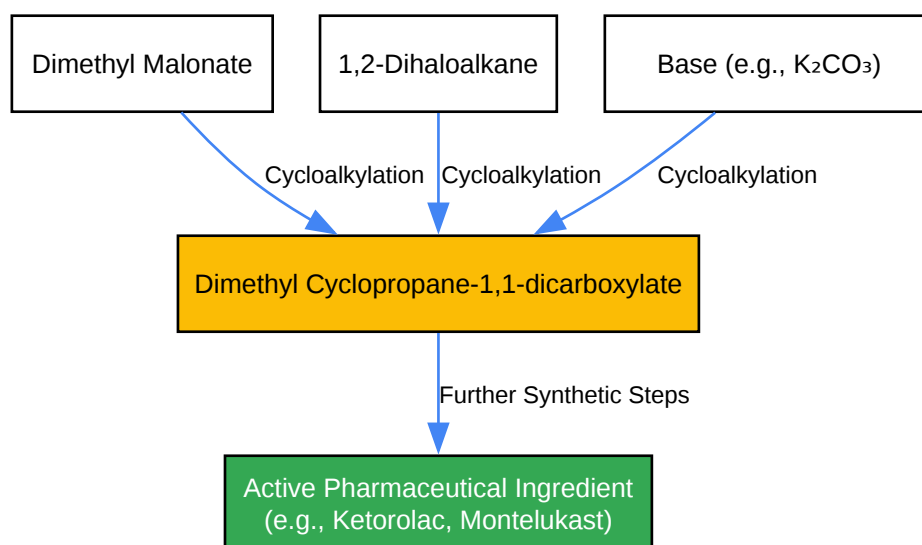 Dimethyl Malonate
1,2-Dihaloalkane
Base (e.g., K₂CO₃)
Cycloalkylation
Cycloalkylation
Cycloalkylation
Dimethyl Cyclopropane-1,1-dicarboxylate
Further Synthetic Steps
Active Pharmaceutical Ingredient
(e.g., Ketorolac, Montelukast)